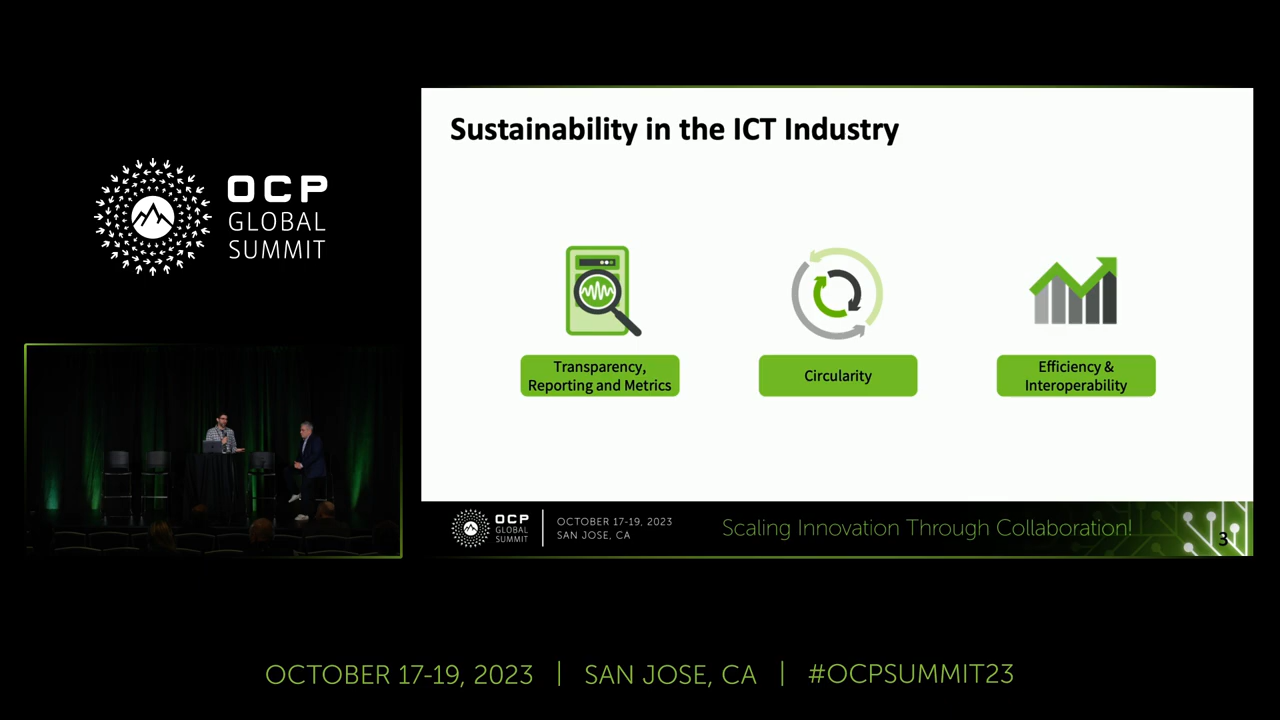 OCP
GLOBAL
SUMMIT
Sustainability in the ICT Industry
Transparency,
Reporting and Metrics
Circularity
Efficiency &
Interoperability
OCP
GLOBAL
SUMMIT
OCTOBER 17-19, 2023
SAN JOSE, CA
Scaling Innovation Through Collaboration!
3
OCTOBER 17-19, 2023 | SAN JOSE, CA | #OCPSUMMIT23